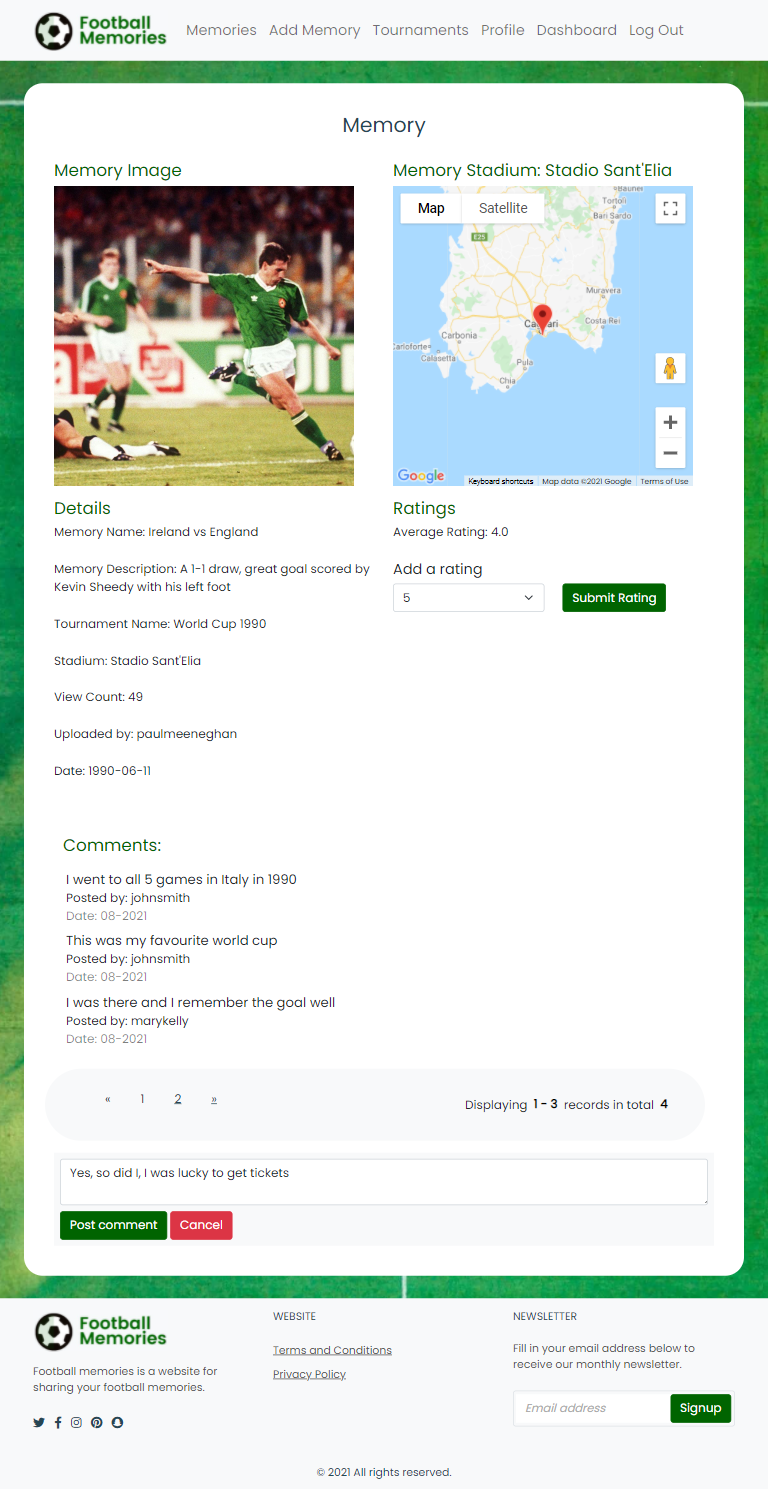 Football
Memories
Memories Add Memory Tournaments Profile Dashboard Log Out
Memory
Memory Image
Memory Stadium: Stadio Sant'Elia
Map Satellite
Tortolì
Bari Sardo
E25
Muravera
Costa Rei
Carbonia
Carloforte
Calasetta
Pula
Chia
Google
Keyboard shortcuts Map data ©2021 Google Terms of Use
Details
Memory Name: Ireland vs England
Memory Description: A 1-1 draw, great goal scored by
Kevin Sheedy with his left foot
Tournament Name: World Cup 1990
Stadium: Stadio Sant'Elia
View Count: 49
Uploaded by: paulmeeneghan
Date: 1990-06-11
Ratings
Average Rating: 4.0
Add a rating
5
Submit Rating
Comments:
I went to all 5 games in Italy in 1990
Posted by: johnsmith
Date: 08-2021
This was my favourite world cup
Posted by: johnsmith
Date: 08-2021
I was there and I remember the goal well
Posted by: marykelly
Date: 08-2021
« 1 2 »
Displaying 1 - 3 records in total 4
Yes, so did I, I was lucky to get tickets
Post comment Cancel
Football
Memories
Football memories is a website for
sharing your football memories.
WEBSITE
Terms and Conditions
Privacy Policy
NEWSLETTER
Fill in your email address below to
receive our monthly newsletter.
Email address
Signup
© 2021 All rights reserved.